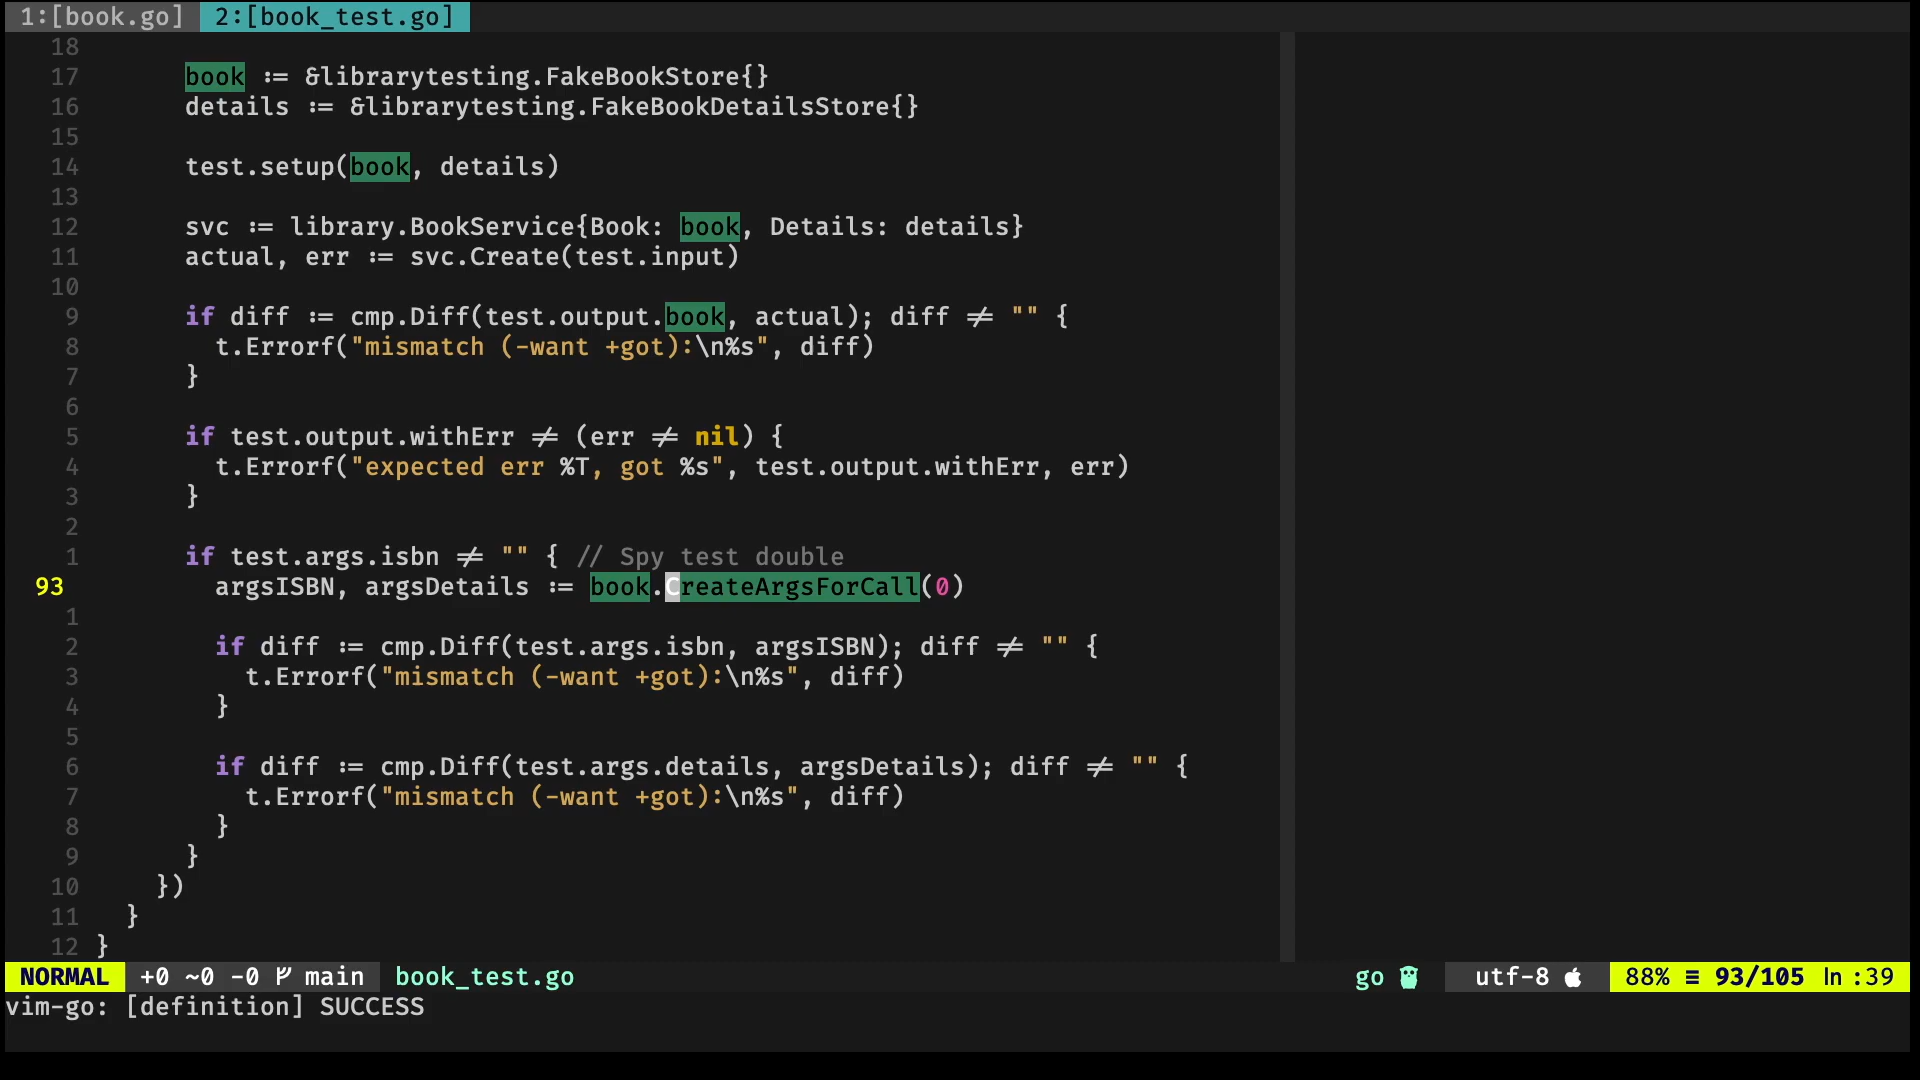 1:[book.go] 2:[book_test.go]
18
17 book := &librarytesting.FakeBookStore{}
16 details := &librarytesting.FakeBookDetailsStore{}
15
14 test.setup(book, details)
13
12 svc := library.BookService{Book: book, Details: details}
11 actual, err := svc.Create(test.input)
10
9 if diff := cmp.Diff(test.output.book, actual); diff ≠ "" {
8 t.Errorf("mismatch (-want +got):\n%s", diff)
7 }
6
5 if test.output.withErr ≠ (err ≠ nil) {
4 t.Errorf("expected err %T, got %s", test.output.withErr, err)
3 }
2
1 if test.args.isbn ≠ "" { // Spy test double
93 argsISBN, argsDetails := book.CreateArgsForCall(0)
1
2 if diff := cmp.Diff(test.args.isbn, argsISBN); diff ≠ "" {
3 t.Errorf("mismatch (-want +got):\n%s", diff)
4 }
5
6 if diff := cmp.Diff(test.args.details, argsDetails); diff ≠ "" {
7 t.Errorf("mismatch (-want +got):\n%s", diff)
8 }
9 }
10 })
11 }
12 }
NORMAL +0 ~0 -0 main book_test.go go utf-8 88% ≡ 93/105 ln :39
vim-go: [definition] SUCCESS